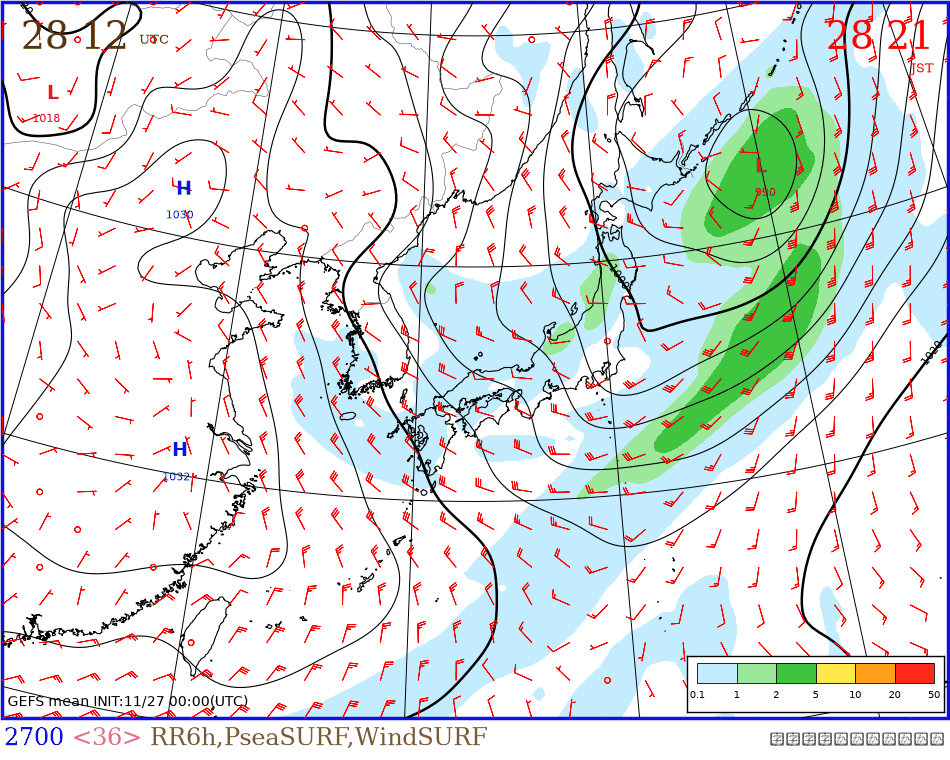 28 12 UTC
28 21
JST
L
1018
H
1030
L
990
1000
1020
H
1032
0.1 1 2 5 10 20 50
GEFS mean INIT:11/27 00:00(UTC)
2700 <36> RR6h,PseaSURF,WindSURF